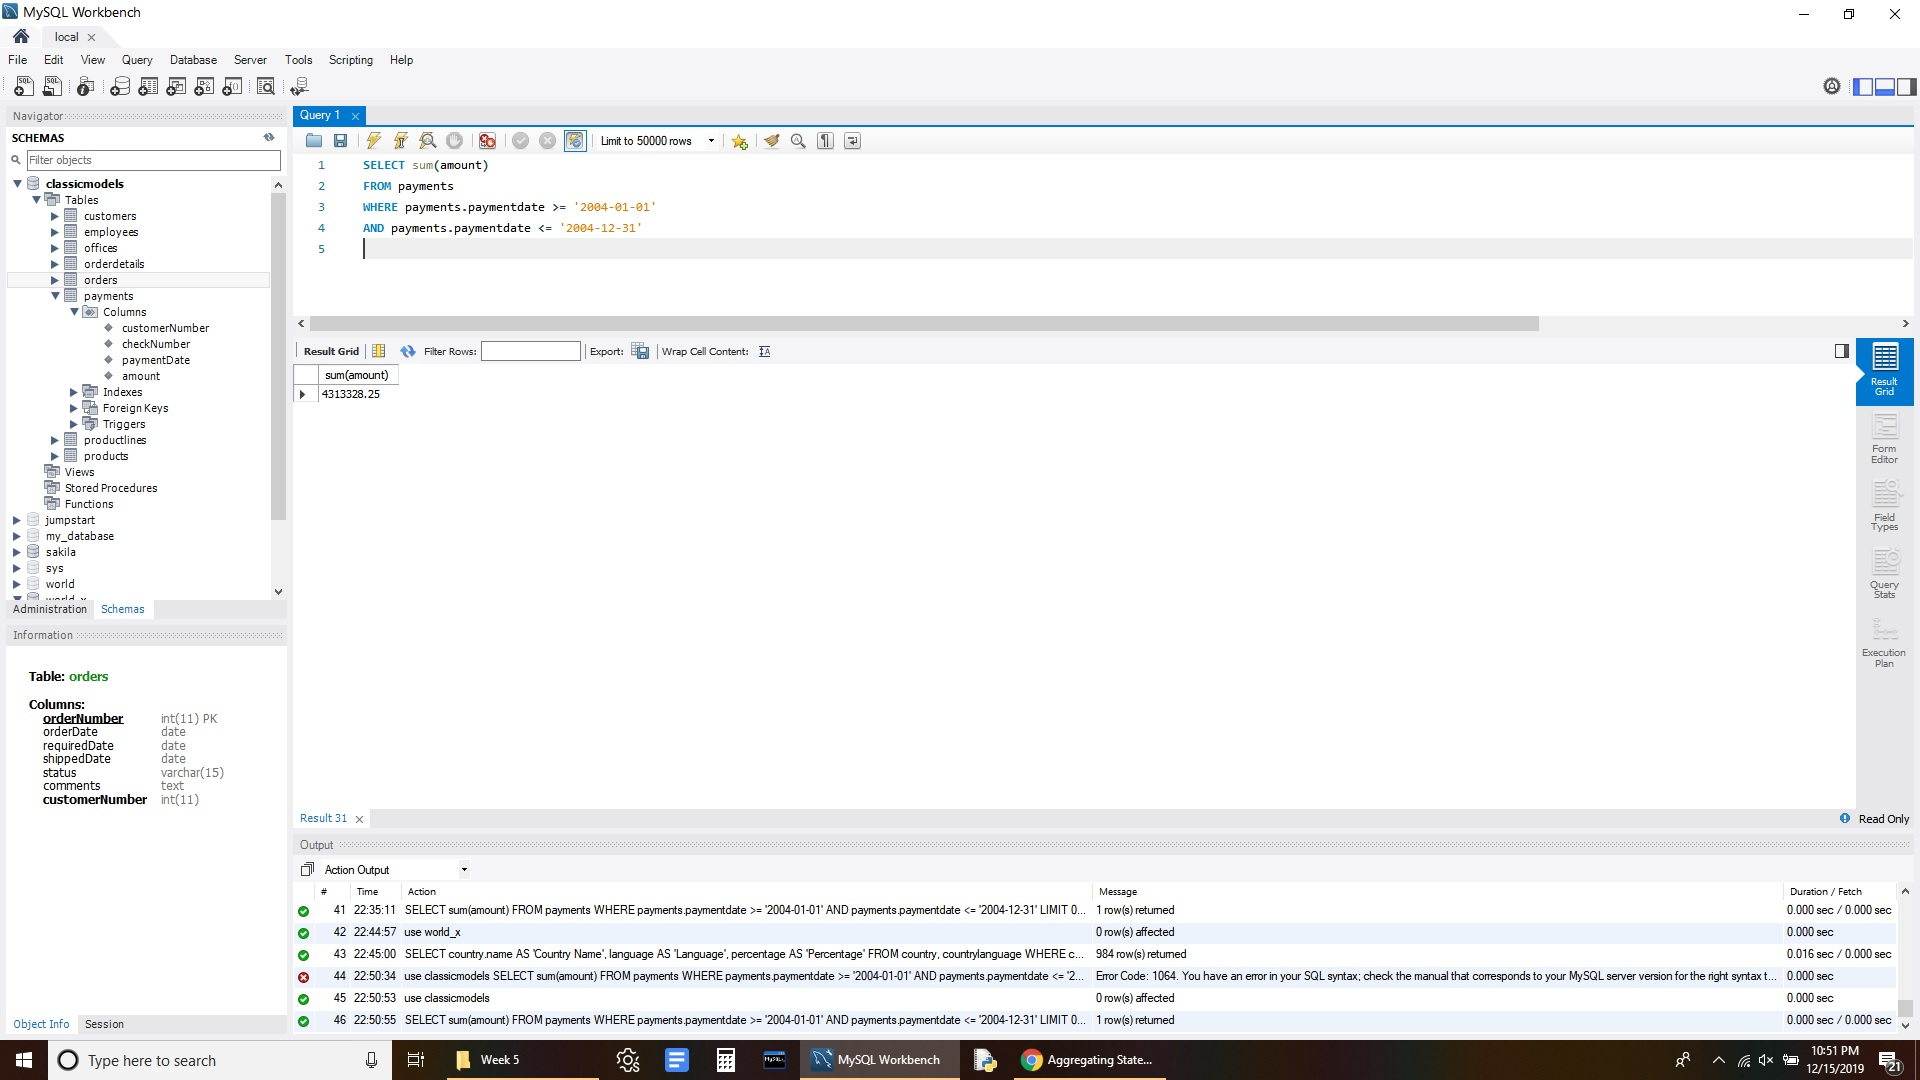 MySQL Workbench
local
File Edit View Query Database Server Tools Scripting Help
Navigator
SCHEMAS
Filter objects
classicmodels
Tables
customers
employees
offices
orderdetails
orders
payments
Columns
customerNumber
checkNumber
paymentDate
amount
Indexes
Foreign Keys
Triggers
productlines
products
Views
Stored Procedures
Functions
jumpstart
my_database
sakila
sys
world
world_x
Administration Schemas
Information
Table: orders
Columns:
orderNumber int(11) PK
orderDate date
requiredDate date
shippedDate date
status varchar(15)
comments text
customerNumber int(11)
Object Info Session
Query 1
Limit to 50000 rows
1 SELECT sum(amount)
2 FROM payments
3 WHERE payments.paymentdate >= '2004-01-01'
4 AND payments.paymentdate <= '2004-12-31'
5
Result Grid Filter Rows: Export: Wrap Cell Content:
sum(amount)
4313328.25
Result
Grid
Form
Editor
Field
Types
Query
Stats
Execution
Plan
Result 31
Read Only
Output
Action Output
# Time Action Message Duration / Fetch
41 22:35:11 SELECT sum(amount) FROM payments WHERE payments.paymentdate >= '2004-01-01' AND payments.paymentdate <= '2004-12-31' LIMIT 0... 1 row(s) returned 0.000 sec / 0.000 sec
42 22:44:57 use world_x 0 row(s) affected 0.000 sec
43 22:45:00 SELECT country.name AS 'Country Name', language AS 'Language', percentage AS 'Percentage' FROM country, countrylanguage WHERE c... 984 row(s) returned 0.016 sec / 0.000 sec
44 22:50:34 use classicmodels SELECT sum(amount) FROM payments WHERE payments.paymentdate >= '2004-01-01' AND payments.paymentdate <= '2... Error Code: 1064. You have an error in your SQL syntax; check the manual that corresponds to your MySQL server version for the right syntax t... 0.000 sec
45 22:50:53 use classicmodels 0 row(s) affected 0.000 sec
46 22:50:55 SELECT sum(amount) FROM payments WHERE payments.paymentdate >= '2004-01-01' AND payments.paymentdate <= '2004-12-31' LIMIT 0... 1 row(s) returned 0.000 sec / 0.000 sec
Type here to search
Week 5
MySQL Workbench
Aggregating State...
10:51 PM
12/15/2019
21